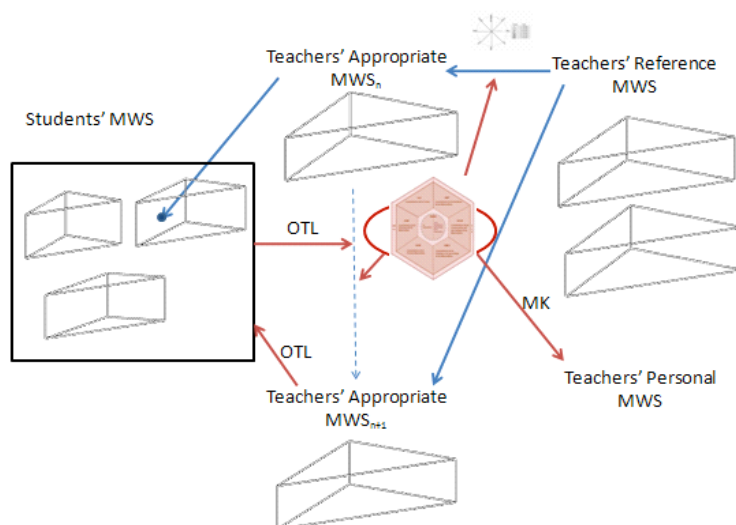 Teachers' Appropriate
MWSn
Teachers' Reference
MWS
Students' MWS
OTL
MK
OTL
Teachers' Personal
MWS
Teachers' Appropriate
MWSn+1